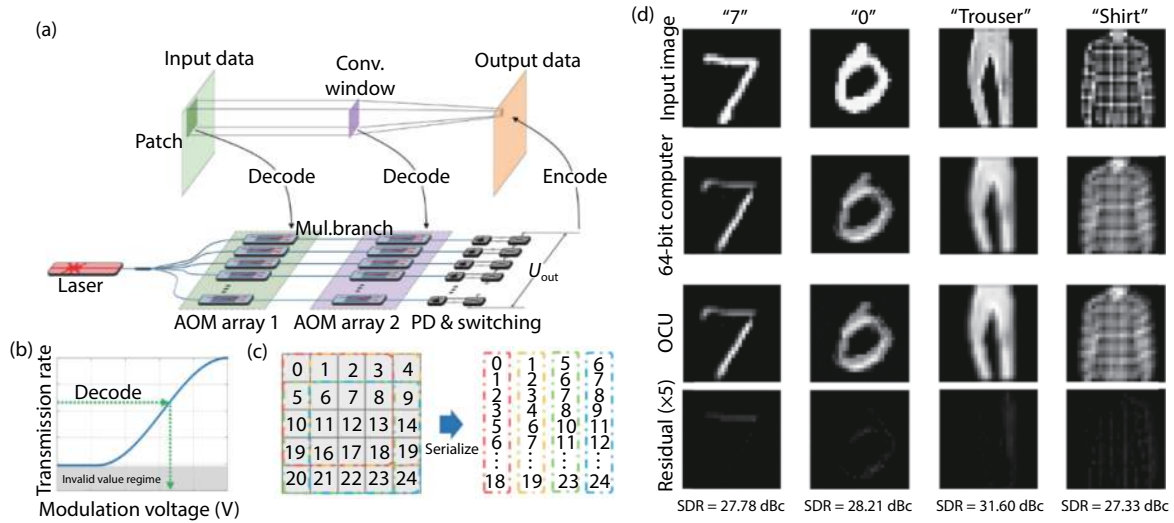 (a)
Input data
Conv.
window
Output data
Patch
Decode
Decode
Encode
Mul.branch
Laser
Uout
AOM array 1
AOM array 2
PD & switching
(b)
Transmission rate
Decode
Invalid value regime
Modulation voltage (V)
(c)
0 1 2 3 4
5 6 7 8 9
10 11 12 13 14
19 16 17 18 19
20 21 22 23 24
Serialize
0 1 5 6
1 2 6 7
2 3 7 8
3 4 8 9
5 6 10 11
6 7 11 12
⋮ ⋮ ⋮ ⋮
18 19 23 24
(d)
"7" "0" "Trouser" "Shirt"
Input image
64-bit computer
OCU
Residual (×5)
SDR = 27.78 dBc SDR = 28.21 dBc SDR = 31.60 dBc SDR = 27.33 dBc